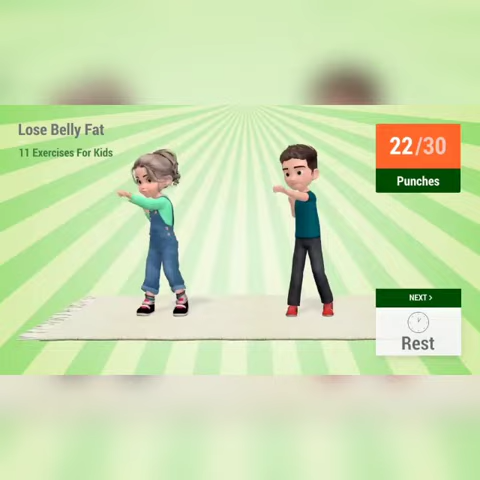 Lose Belly Fat
11 Exercises For Kids
22/30
Punches
NEXT >
Rest